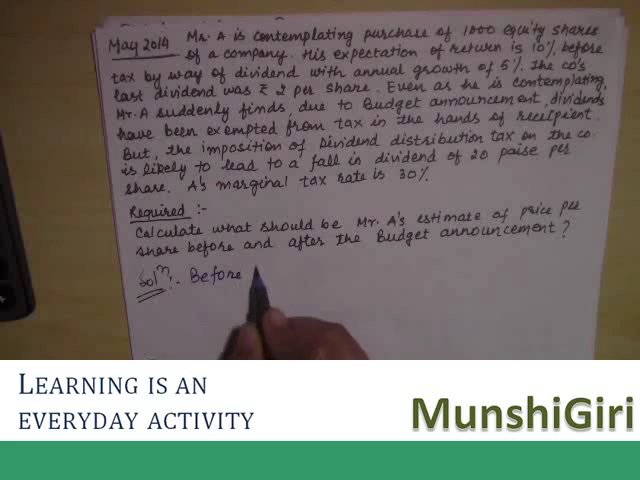 May 2014 Mr. A is contemplating purchase of 1000 equity shares
of a company. His expectation of return is 10% before
tax by way of dividend with annual growth of 5%. The co's
last dividend was ₹ 2 per share. Even as he is contemplating,
Mr. A suddenly finds, due to Budget announcement, dividends
have been exempted from tax in the hands of receipient.
But, the imposition of Dividend distribution tax on the co.
is likely to lead to a fall in dividend of 20 paise per
share. A's marginal tax rate is 30%.
Required :-
Calculate what should be Mr. A's estimate of price per
share before and after the Budget announcement?
Solⁿ:- Before
LEARNING IS AN
EVERYDAY ACTIVITY
MunshiGiri